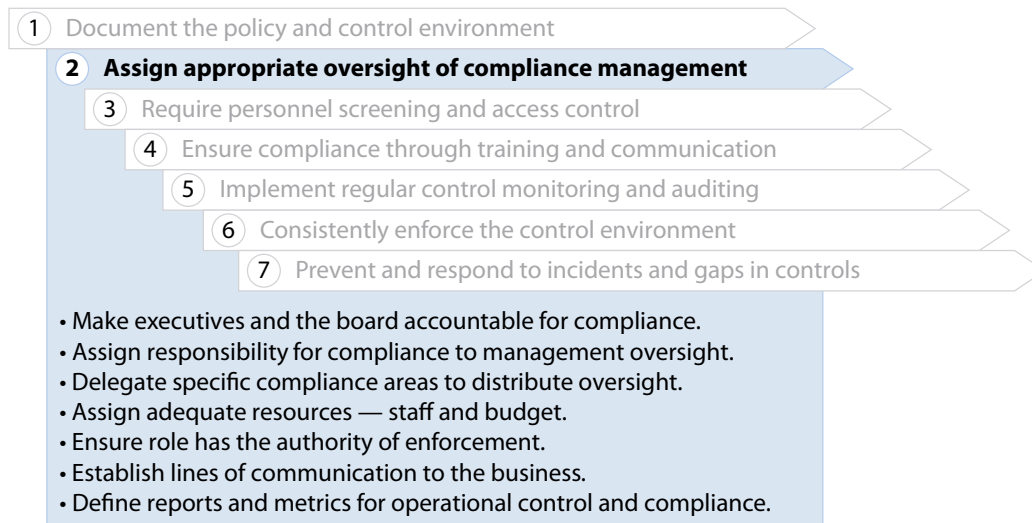 1 Document the policy and control environment
2 Assign appropriate oversight of compliance management
3 Require personnel screening and access control
4 Ensure compliance through training and communication
5 Implement regular control monitoring and auditing
6 Consistently enforce the control environment
7 Prevent and respond to incidents and gaps in controls
• Make executives and the board accountable for compliance.
• Assign responsibility for compliance to management oversight.
• Delegate specific compliance areas to distribute oversight.
• Assign adequate resources — staff and budget.
• Ensure role has the authority of enforcement.
• Establish lines of communication to the business.
• Define reports and metrics for operational control and compliance.